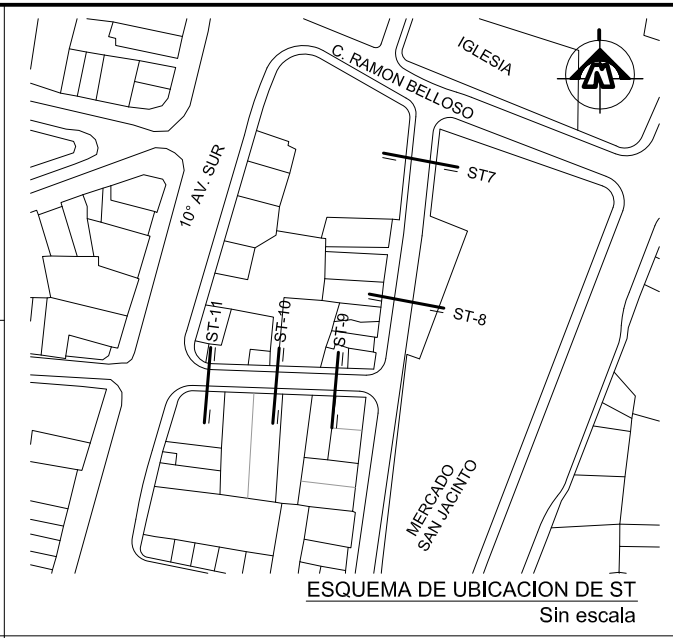 C. RAMON BELLOSO
IGLESIA
N
10° AV. SUR
ST7
ST-8
ST-11
ST-10
ST-9
MERCADO
SAN JACINTO
ESQUEMA DE UBICACION DE ST
Sin escala